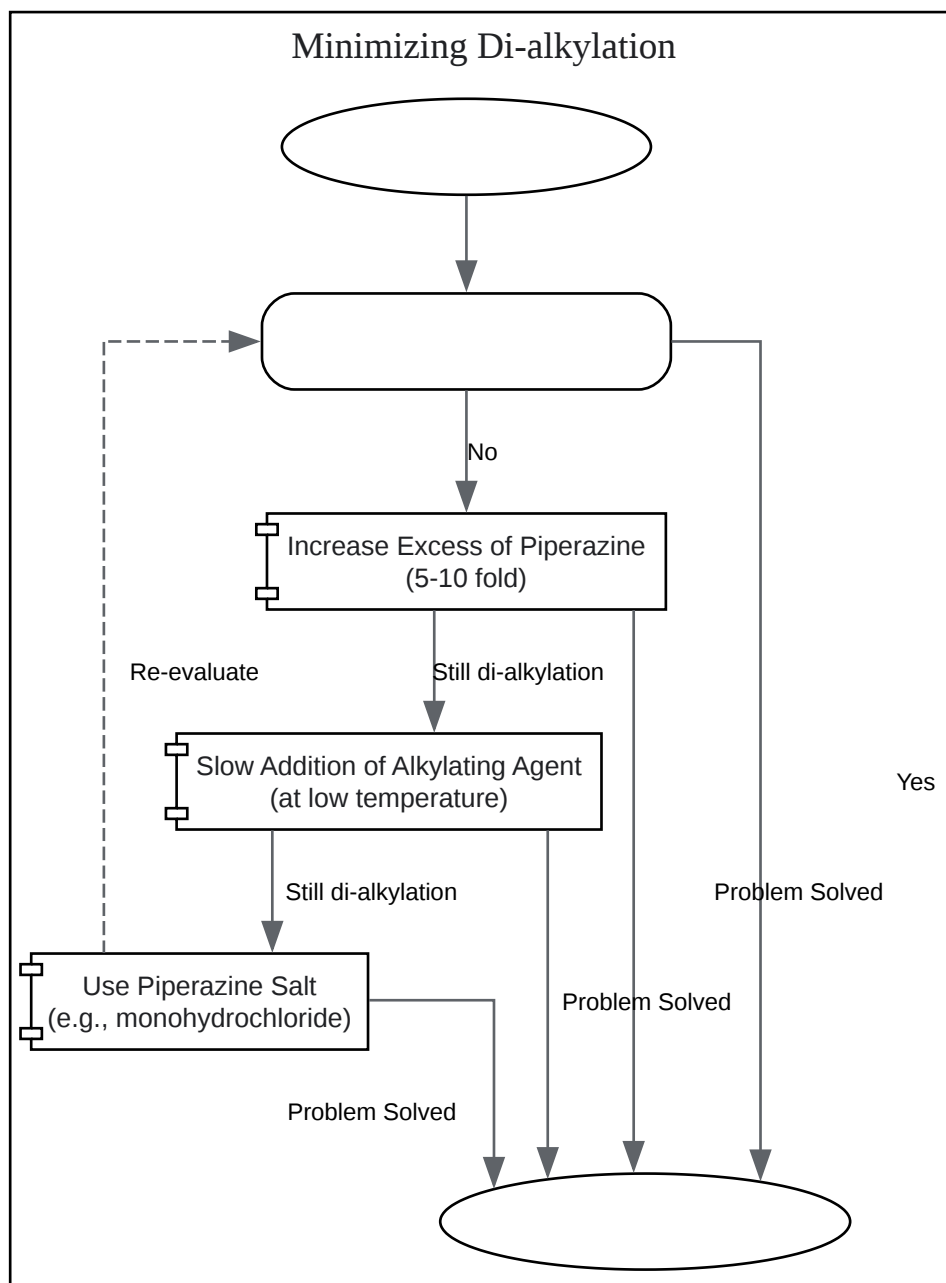 Minimizing Di-alkylation
No
Increase Excess of Piperazine
(5-10 fold)
Re-evaluate
Still di-alkylation
Slow Addition of Alkylating Agent
(at low temperature)
Yes
Still di-alkylation
Problem Solved
Use Piperazine Salt
(e.g., monohydrochloride)
Problem Solved
Problem Solved